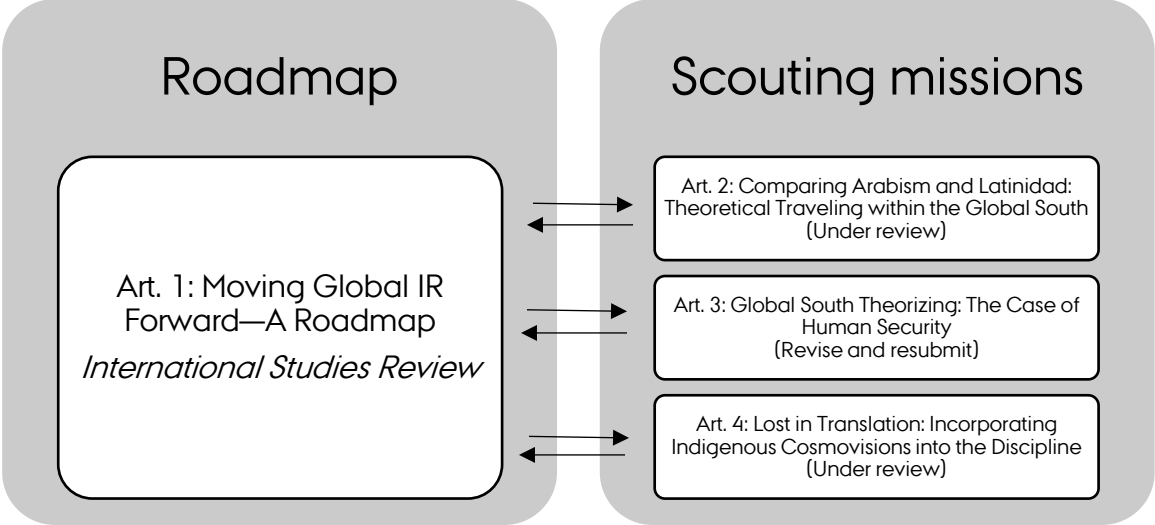 Roadmap
Art. 1: Moving Global IR
Forward—A Roadmap
International Studies Review
Scouting missions
Art. 2: Comparing Arabism and Latinidad:
Theoretical Traveling within the Global South
(Under review)
Art. 3: Global South Theorizing: The Case of
Human Security
(Revise and resubmit)
Art. 4: Lost in Translation: Incorporating
Indigenous Cosmovisions into the Discipline
(Under review)